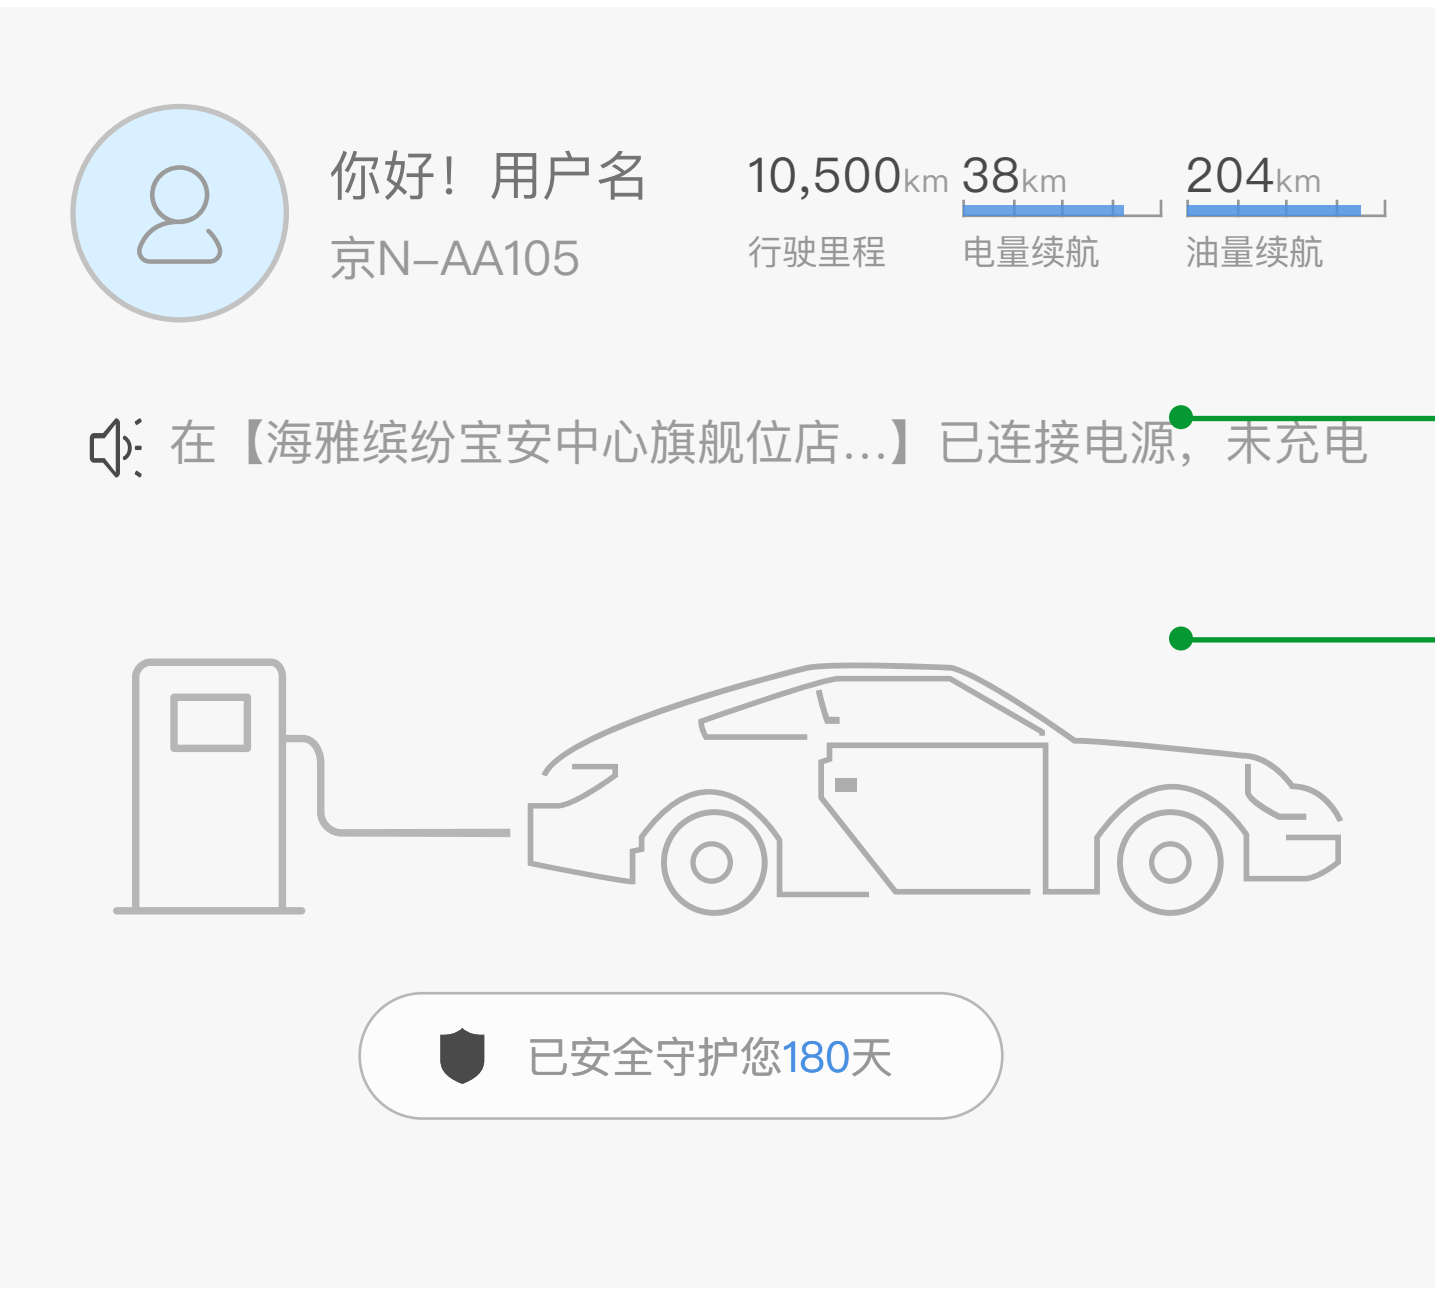 你好！用户名
京N-AA105
10,500km
行驶里程
38km
电量续航
204km
油量续航
在【海雅缤纷宝安中心旗舰位店...】已连接电源，未充电
已安全守护您180天